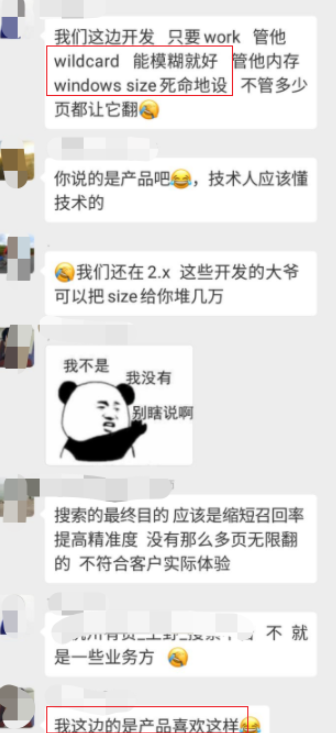 我们这边开发 只要work 管他
wildcard 能模糊就好 管他内存
windows size死命地设 不管多少
页都让它翻
你说的是产品吧，技术人应该懂
技术的
我们还在2.x 这些开发的大爷
可以把size给你堆几万
我不是
我没有
别瞎说啊
搜索的最终目的 应该是缩短召回率
提高精准度 没有那么多页无限翻
的 不符合客户实际体验
不 就
是一些业务方
我这边的是产品喜欢这样